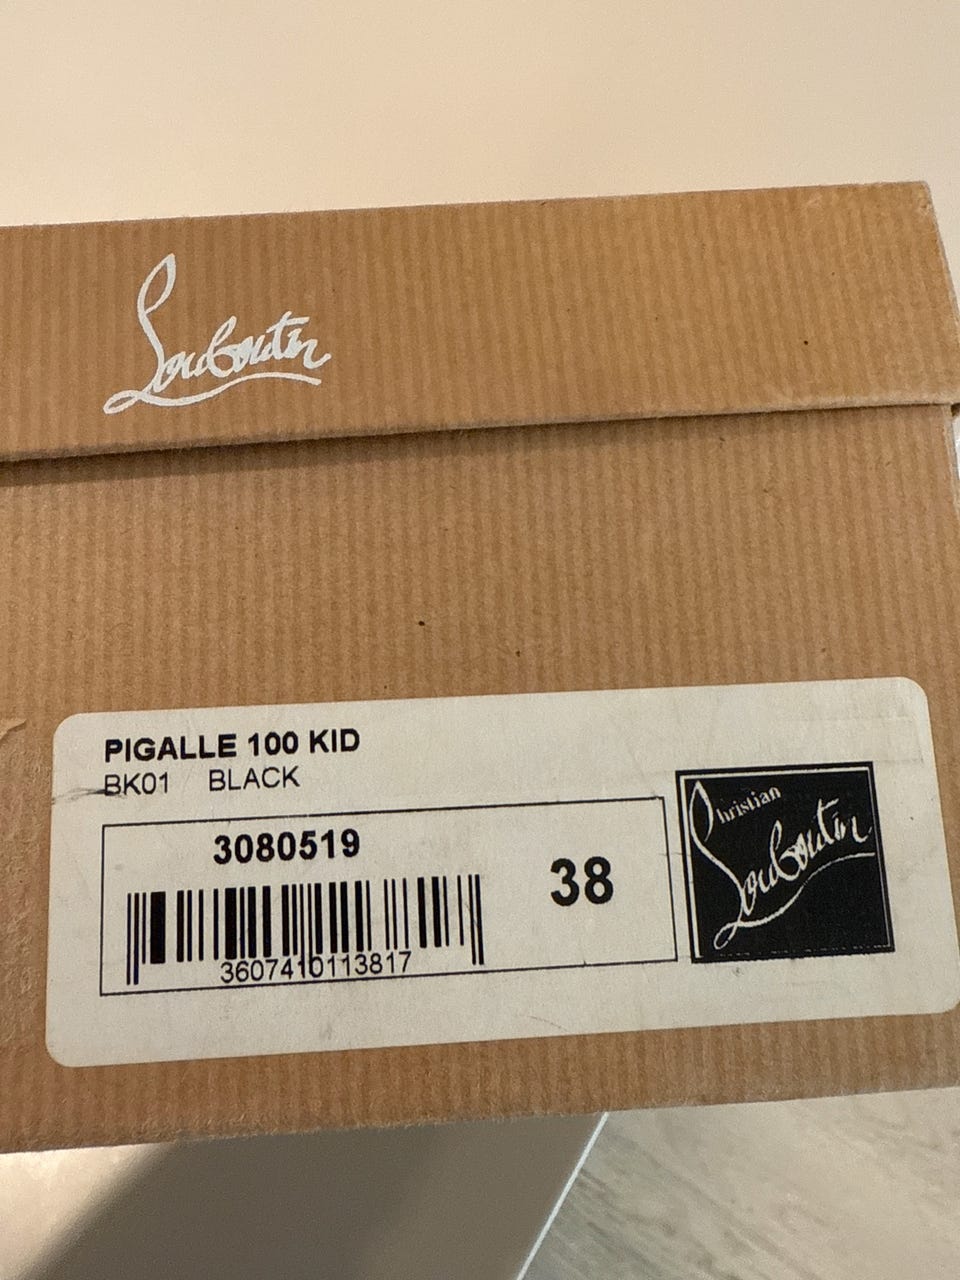 Louboutin
PIGALLE 100 KID
BK01 BLACK
3080519
38
3607410113817
Christian
Louboutin